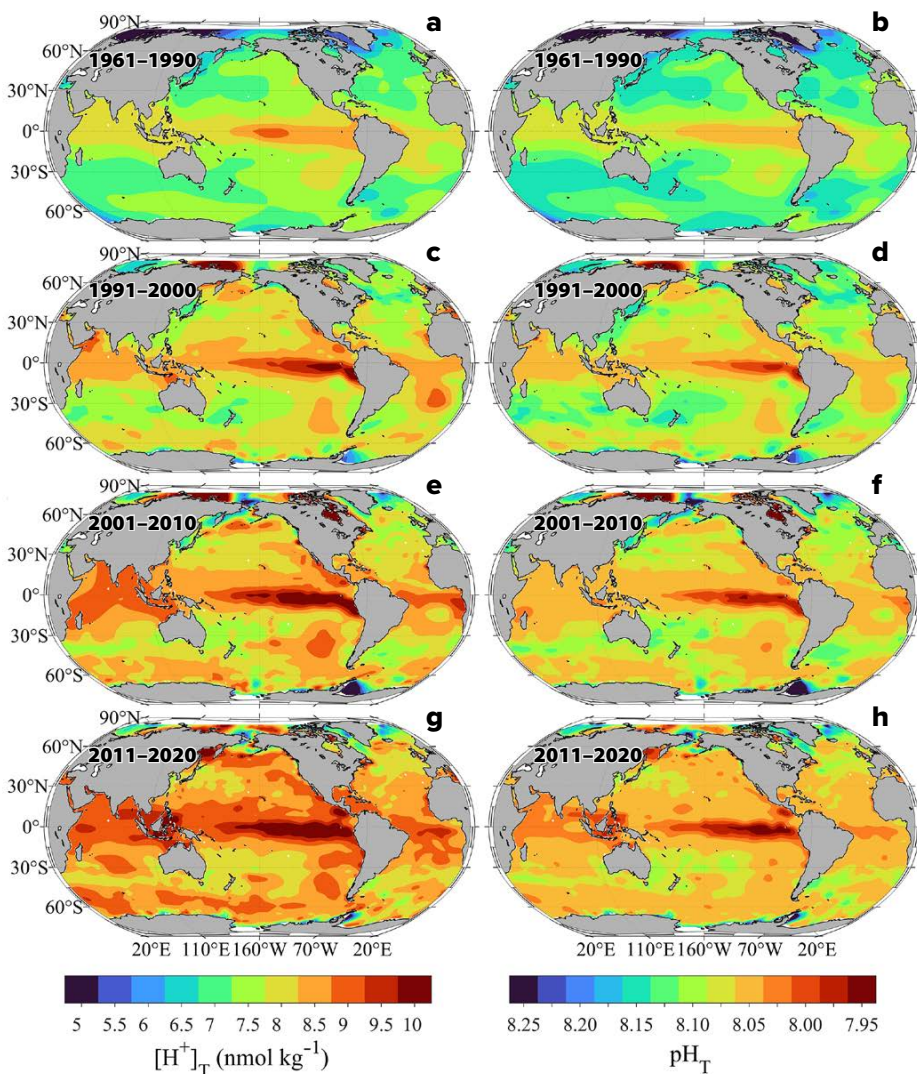 90°N a b
60°N 1961–1990 1961–1990
30°N
0°
30°S
60°S
90°N c d
60°N 1991–2000 1991–2000
30°N
0°
30°S
60°S
90°N e f
60°N 2001–2010 2001–2010
30°N
0°
30°S
60°S
90°N g h
60°N 2011–2020 2011–2020
30°N
0°
30°S
60°S
20°E 110°E 160°W 70°W 20°E 20°E 110°E 160°W 70°W 20°E
5 5.5 6 6.5 7 7.5 8 8.5 9 9.5 10 8.25 8.20 8.15 8.10 8.05 8.00 7.95
[H⁺]T (nmol kg⁻¹) pHT